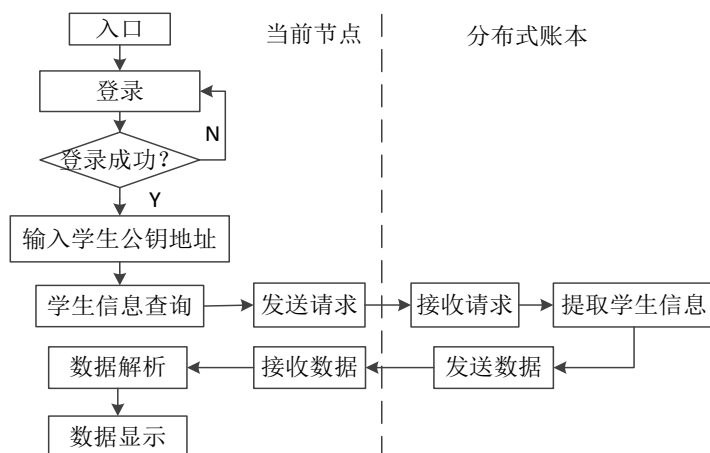 入口
当前节点
分布式账本
登录
N
登录成功？
Y
输入学生公钥地址
学生信息查询
发送请求
接收请求
提取学生信息
数据解析
接收数据
发送数据
数据显示